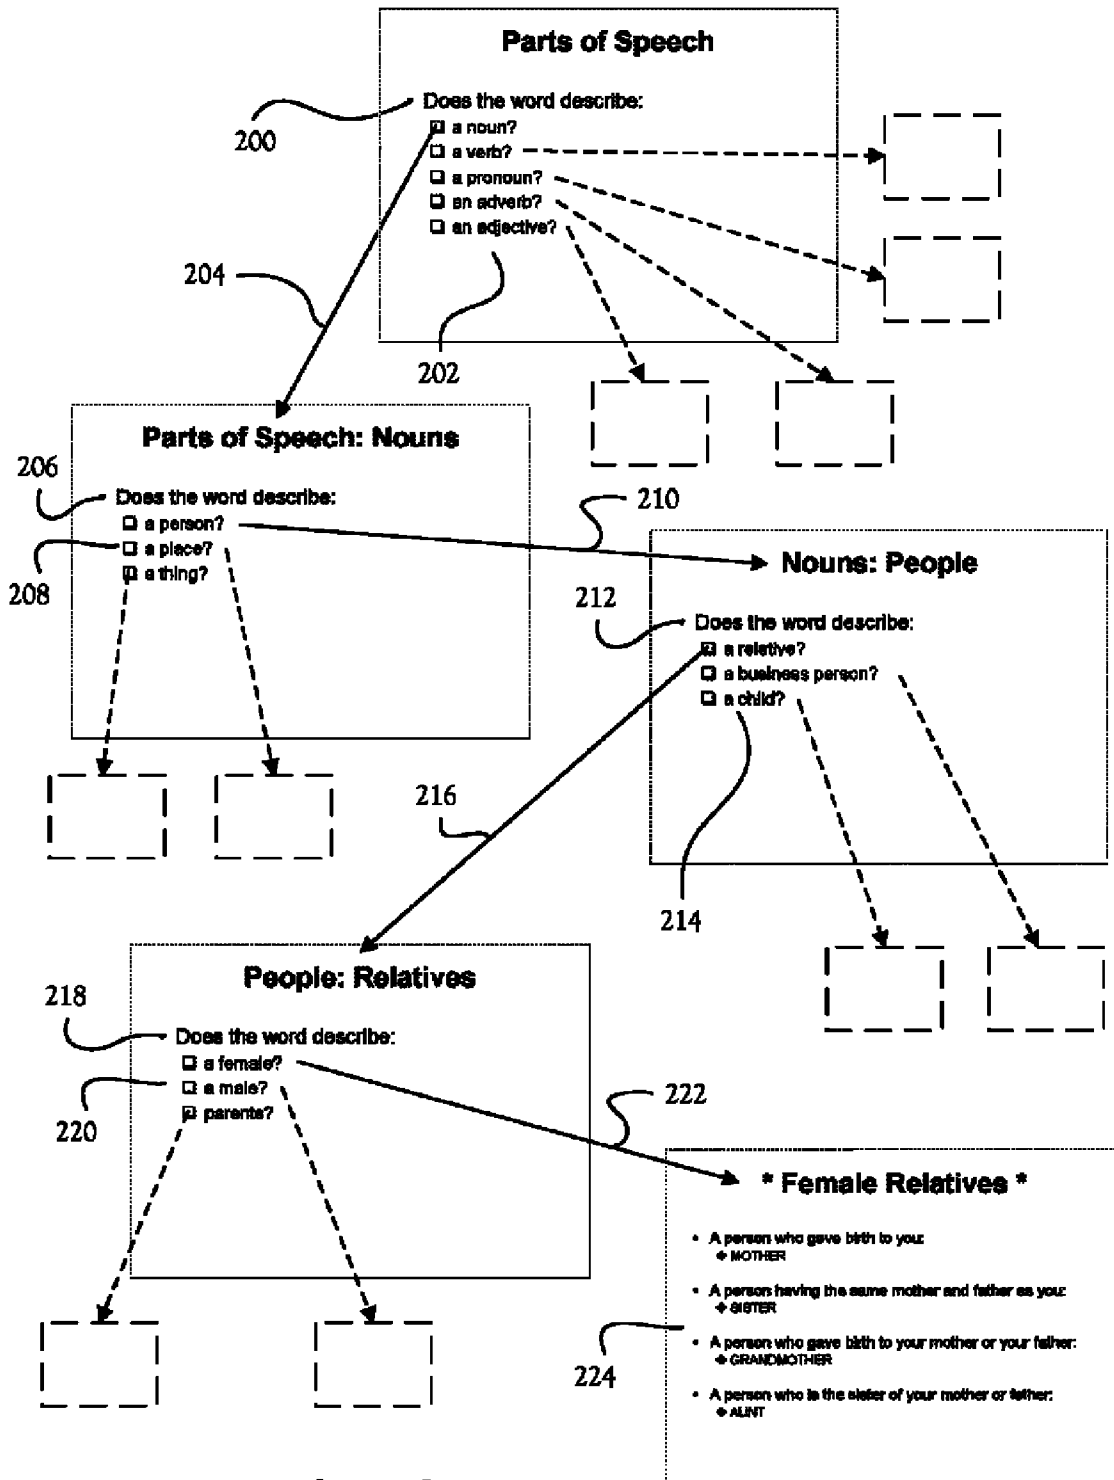 Parts of Speech
Does the word describe:
200
a noun?
a verb?
a pronoun?
an adverb?
an adjective?
204
202
Parts of Speech: Nouns
206
Does the word describe:
a person?
a place?
a thing?
208
210
Nouns: People
212
Does the word describe:
a relative?
a business person?
a child?
216
214
People: Relatives
218
Does the word describe:
a female?
a male?
parents?
220
222
* Female Relatives *
• A person who gave birth to you:
MOTHER
• A person having the same mother and father as you:
SISTER
• A person who gave birth to your mother or your father:
GRANDMOTHER
224
• A person who is the sister of your mother or father:
AUNT